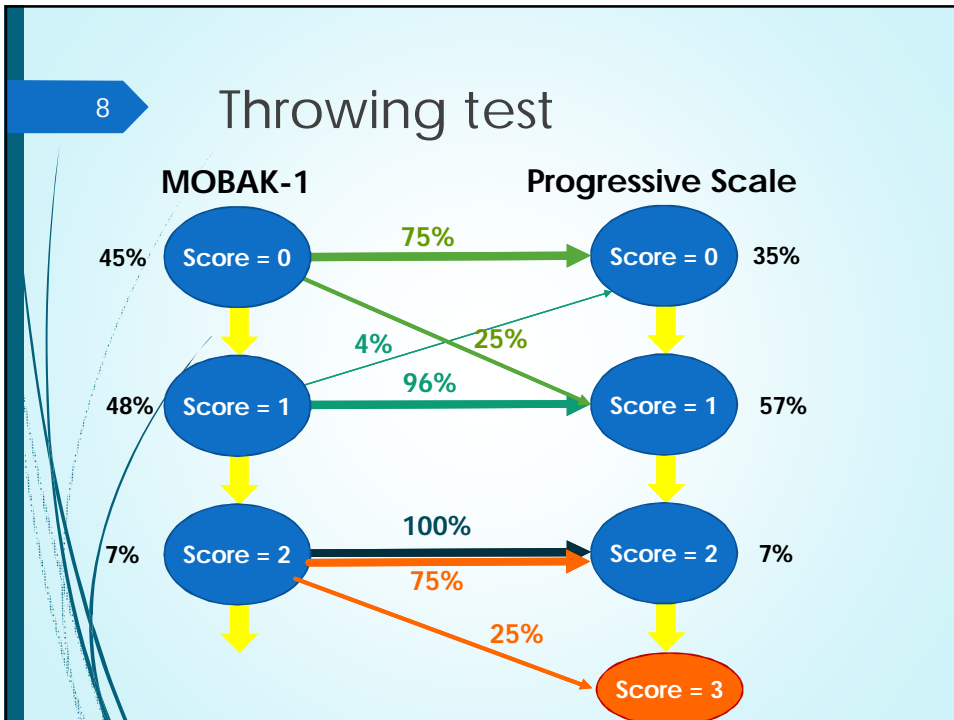 8
Throwing test
MOBAK-1
Progressive Scale
45%
Score = 0
75%
Score = 0
35%
4%
25%
48%
Score = 1
96%
Score = 1
57%
7%
Score = 2
100%
75%
Score = 2
7%
25%
Score = 3